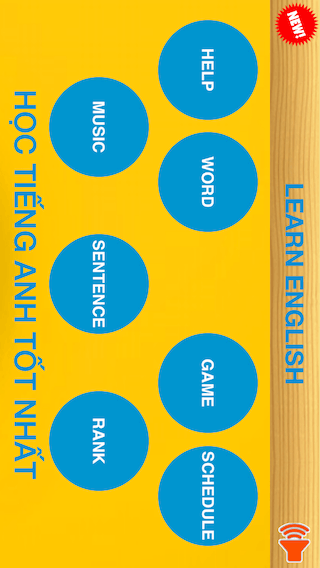 NEW!
LEARN ENGLISH
HELP
WORD
GAME
SCHEDULE
MUSIC
SENTENCE
RANK
HỌC TIẾNG ANH TỐT NHẤT